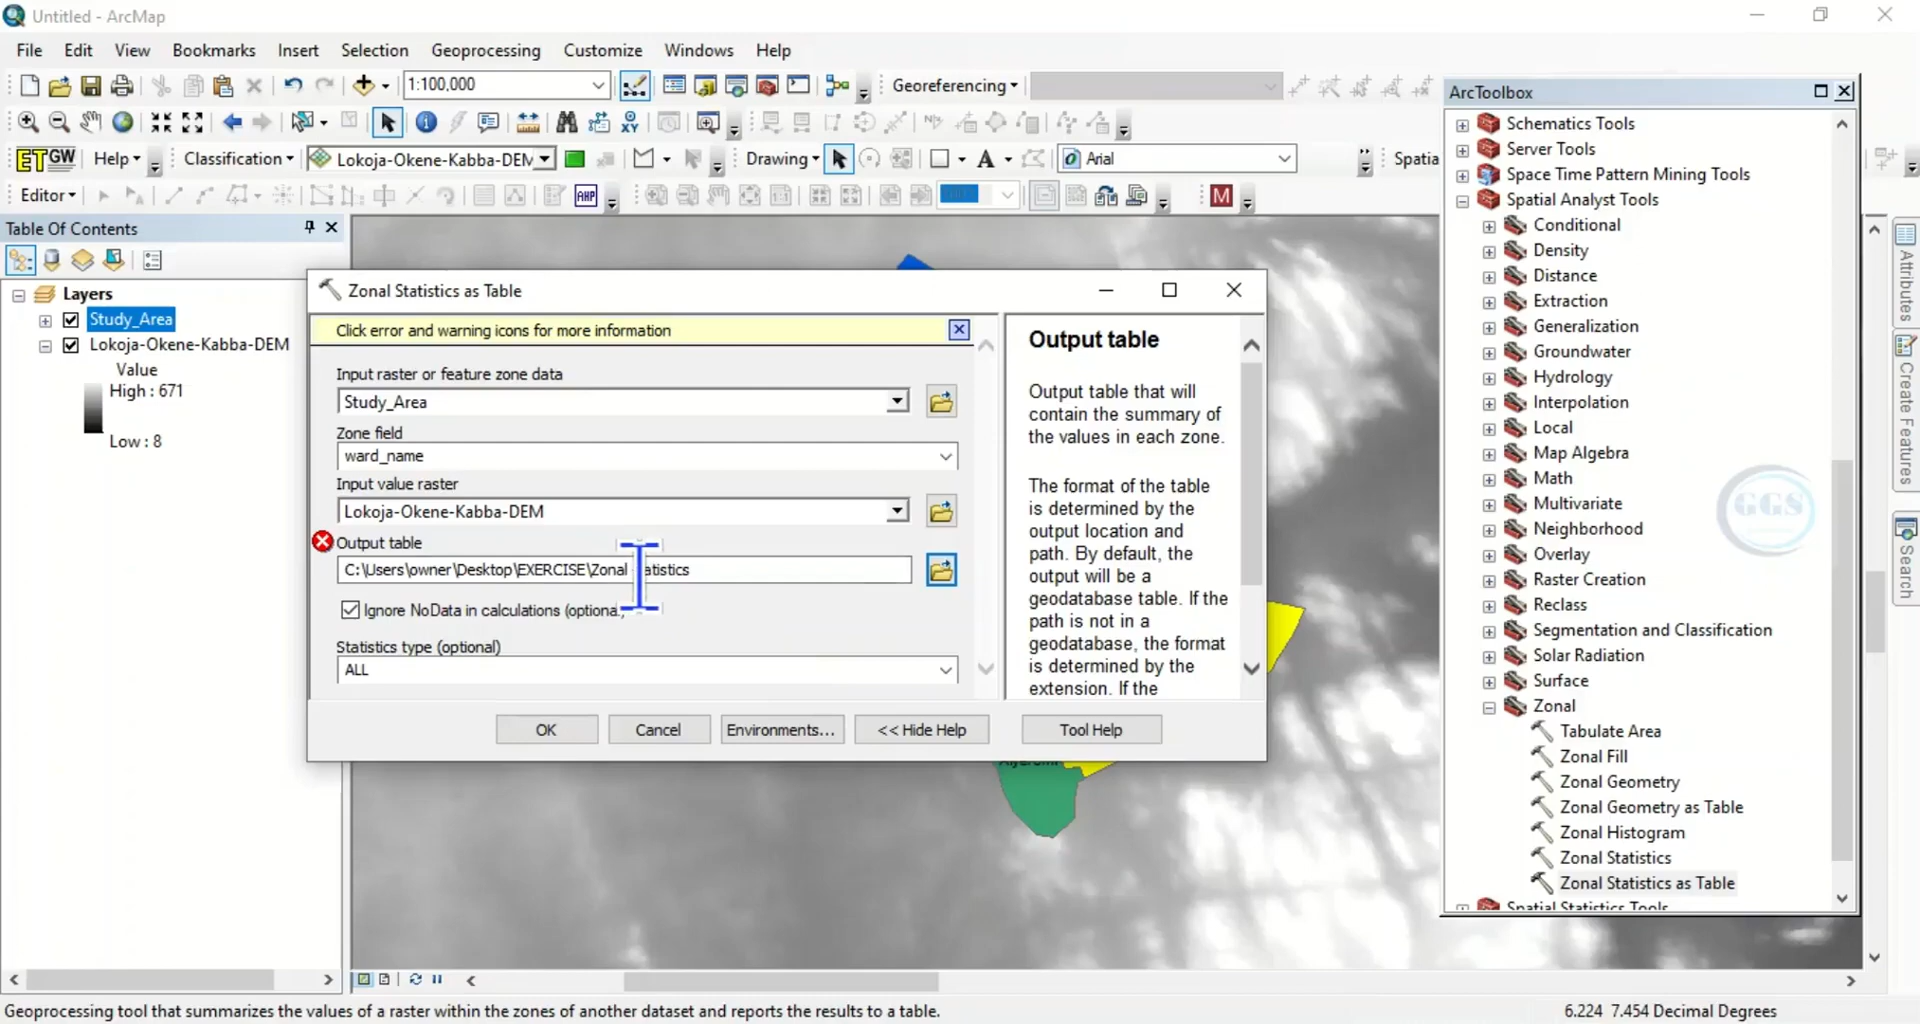 Untitled - ArcMap
File Edit View Bookmarks Insert Selection Geoprocessing Customize Windows Help
1:100,000
Georeferencing
ETGW Help Classification Lokoja-Okene-Kabba-DEM Drawing A Arial Spatia
Editor AHP M
Table Of Contents
Layers
Study_Area
Lokoja-Okene-Kabba-DEM
Value
High : 671
Low : 8
Zonal Statistics as Table
Click error and warning icons for more information
Input raster or feature zone data
Study_Area
Zone field
ward_name
Input value raster
Lokoja-Okene-Kabba-DEM
Output table
C:\Users\owner\Desktop\EXERCISE\Zonal Statistics
Ignore NoData in calculations (optional)
Statistics type (optional)
ALL
OK Cancel Environments... << Hide Help Tool Help
Output table
Output table that will
contain the summary of
the values in each zone.
The format of the table
is determined by the
output location and
path. By default, the
output will be a
geodatabase table. If the
path is not in a
geodatabase, the format
is determined by the
extension. If the
ArcToolbox
Schematics Tools
Server Tools
Space Time Pattern Mining Tools
Spatial Analyst Tools
Conditional
Density
Distance
Extraction
Generalization
Groundwater
Hydrology
Interpolation
Local
Map Algebra
Math
Multivariate
Neighborhood
Overlay
Raster Creation
Reclass
Segmentation and Classification
Solar Radiation
Surface
Zonal
Tabulate Area
Zonal Fill
Zonal Geometry
Zonal Geometry as Table
Zonal Histogram
Zonal Statistics
Zonal Statistics as Table
Spatial Statistics Tools
GGS
Attributes
Create Features
Search
Geoprocessing tool that summarizes the values of a raster within the zones of another dataset and reports the results to a table.
6.224 7.454 Decimal Degrees